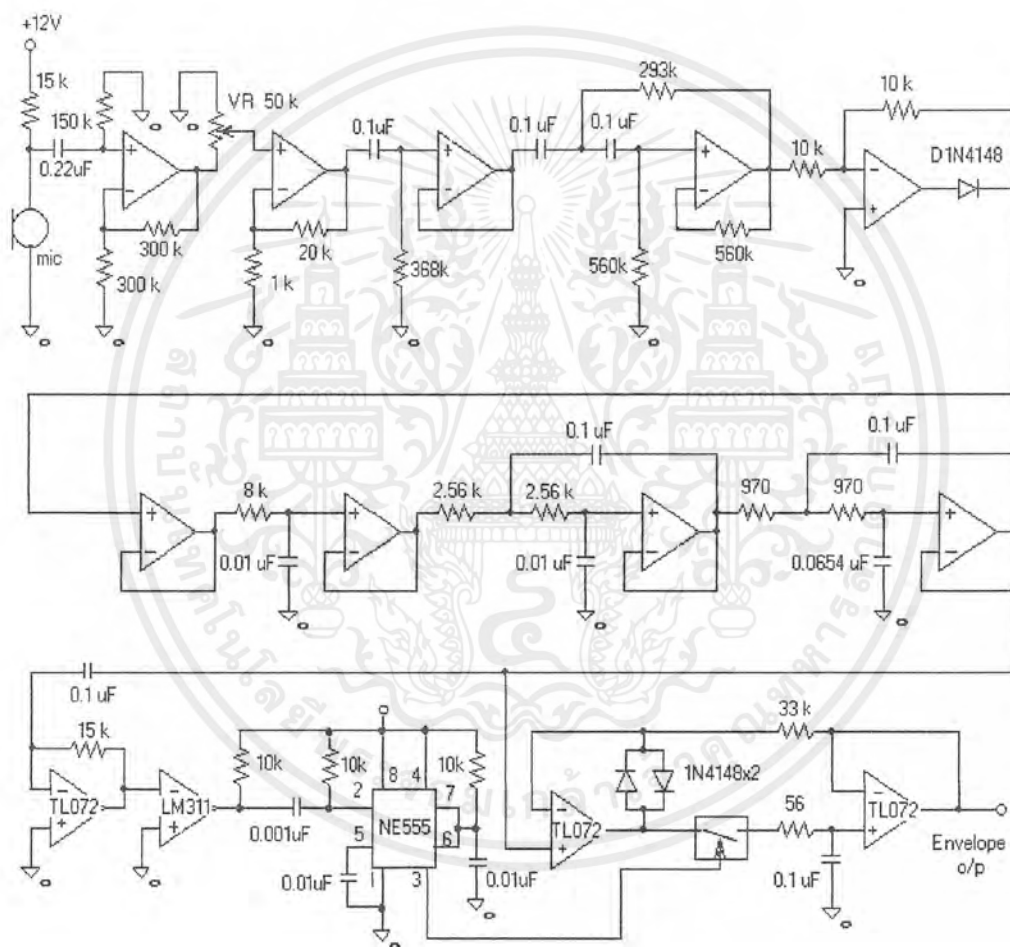 +12V
15 k
150 k
0.22uF
mic
300 k
300 k
VR 50 k
20 k
1 k
0.1uF
368k
0.1 uF
0.1 uF
293k
560k
560k
10 k
10 k
D1N4148
8 k
0.01 uF
2.56 k
2.56 k
0.1 uF
0.01 uF
970
970
0.1 uF
0.0654 uF
0.1 uF
15 k
TL072
LM311
10k
10k
0.001uF
2
8
4
7
NE555
6
5
1
3
10k
0.01uF
0.01uF
TL072
1N4148x2
33 k
56
0.1 uF
TL072
Envelope
o/p